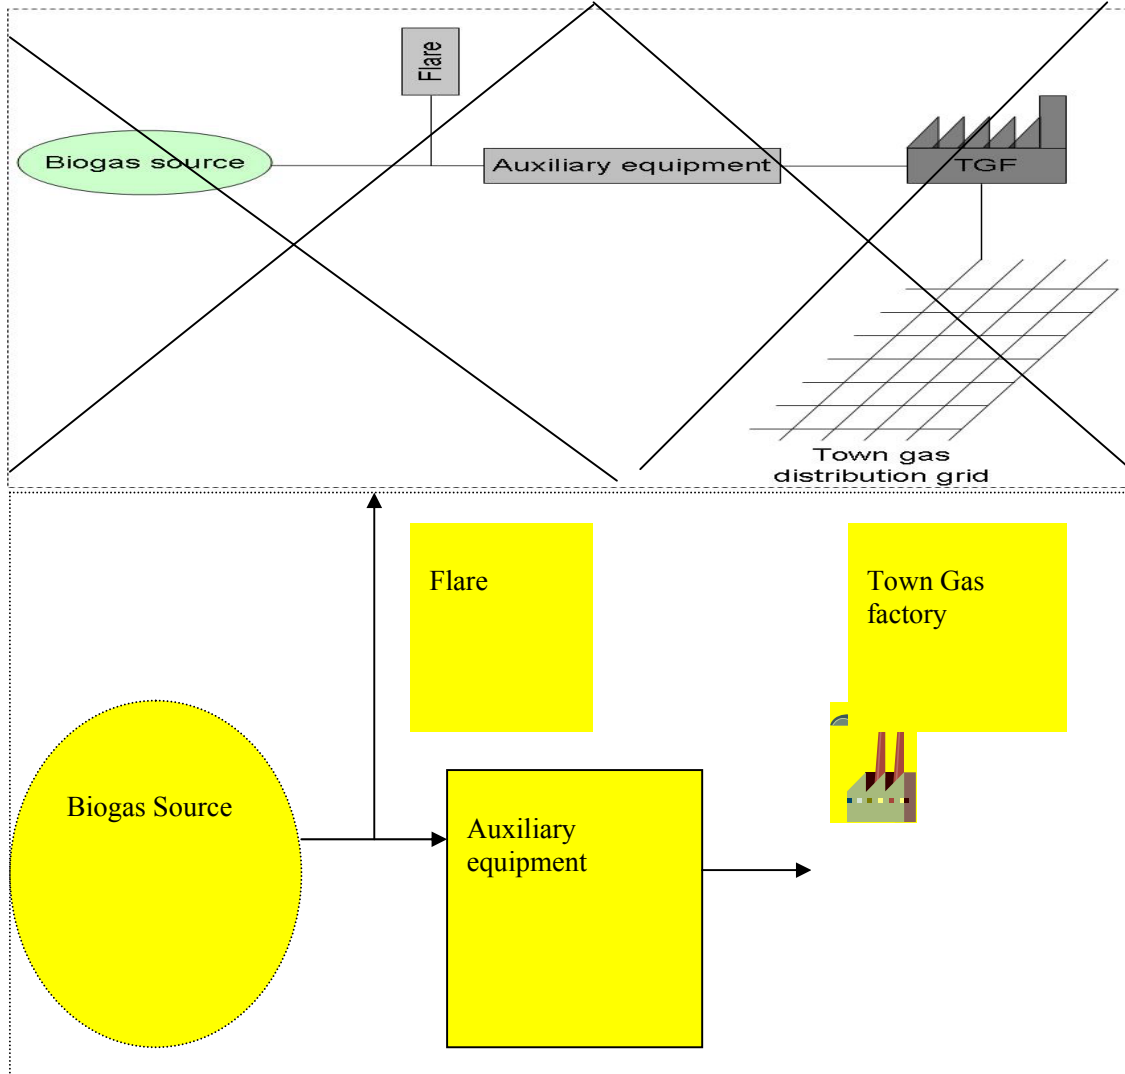 Flare
Biogas source
Auxiliary equipment
TGF
Town gas
distribution grid
Flare
Town Gas
factory
Biogas Source
Auxiliary
equipment